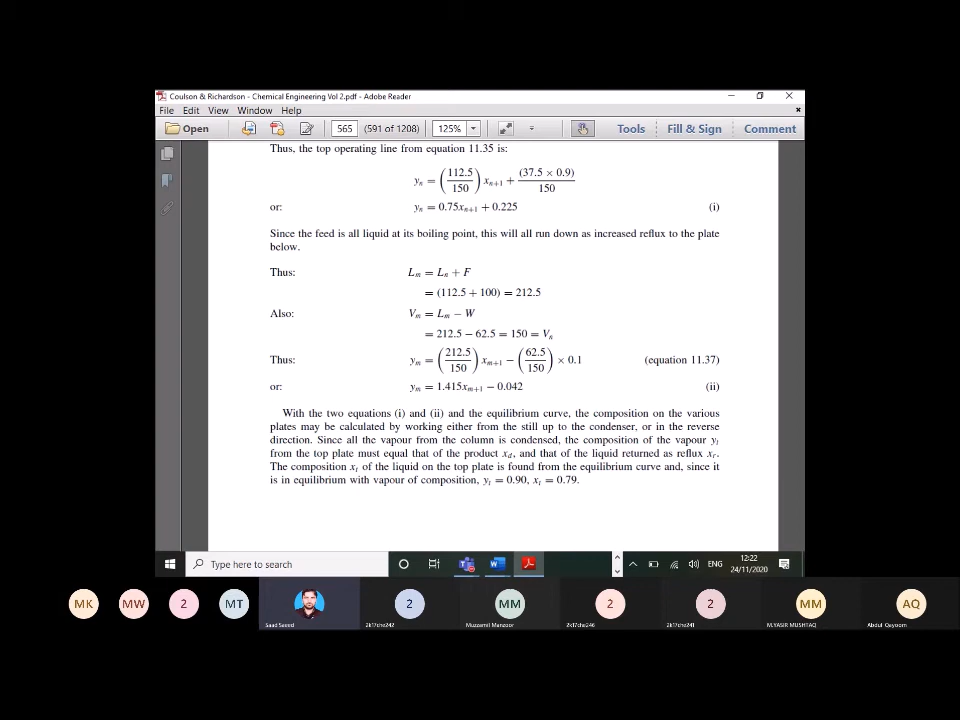 Coulson & Richardson - Chemical Engineering Vol 2.pdf - Adobe Reader
File Edit View Window Help
Open 565 (591 of 1208) 125% Tools Fill & Sign Comment
Thus, the top operating line from equation 11.35 is:
yₙ = (112.5/150) xₙ₊₁ + (37.5 × 0.9)/150
or: yₙ = 0.75xₙ₊₁ + 0.225 (i)
Since the feed is all liquid at its boiling point, this will all run down as increased reflux to the plate
below.
Thus: Lₘ = Lₙ + F
= (112.5 + 100) = 212.5
Also: Vₘ = Lₘ − W
= 212.5 − 62.5 = 150 = Vₙ
Thus: yₘ = (212.5/150) xₘ₊₁ − (62.5/150) × 0.1 (equation 11.37)
or: yₘ = 1.415xₘ₊₁ − 0.042 (ii)
With the two equations (i) and (ii) and the equilibrium curve, the composition on the various
plates may be calculated by working either from the still up to the condenser, or in the reverse
direction. Since all the vapour from the column is condensed, the composition of the vapour yₜ
from the top plate must equal that of the product x_d, and that of the liquid returned as reflux xᵣ.
The composition xₜ of the liquid on the top plate is found from the equilibrium curve and, since it
is in equilibrium with vapour of composition, yₜ = 0.90, xₜ = 0.79.
Type here to search
ENG
12:22
24/11/2020
MK MW 2 MT 2 MM 2 2 MM AQ
Saad Saeed 2k17che242 Muzzamil Manzoor 2k17che246 2k17che241 M.YASIR MUSHTAQ Abdul Qayoom